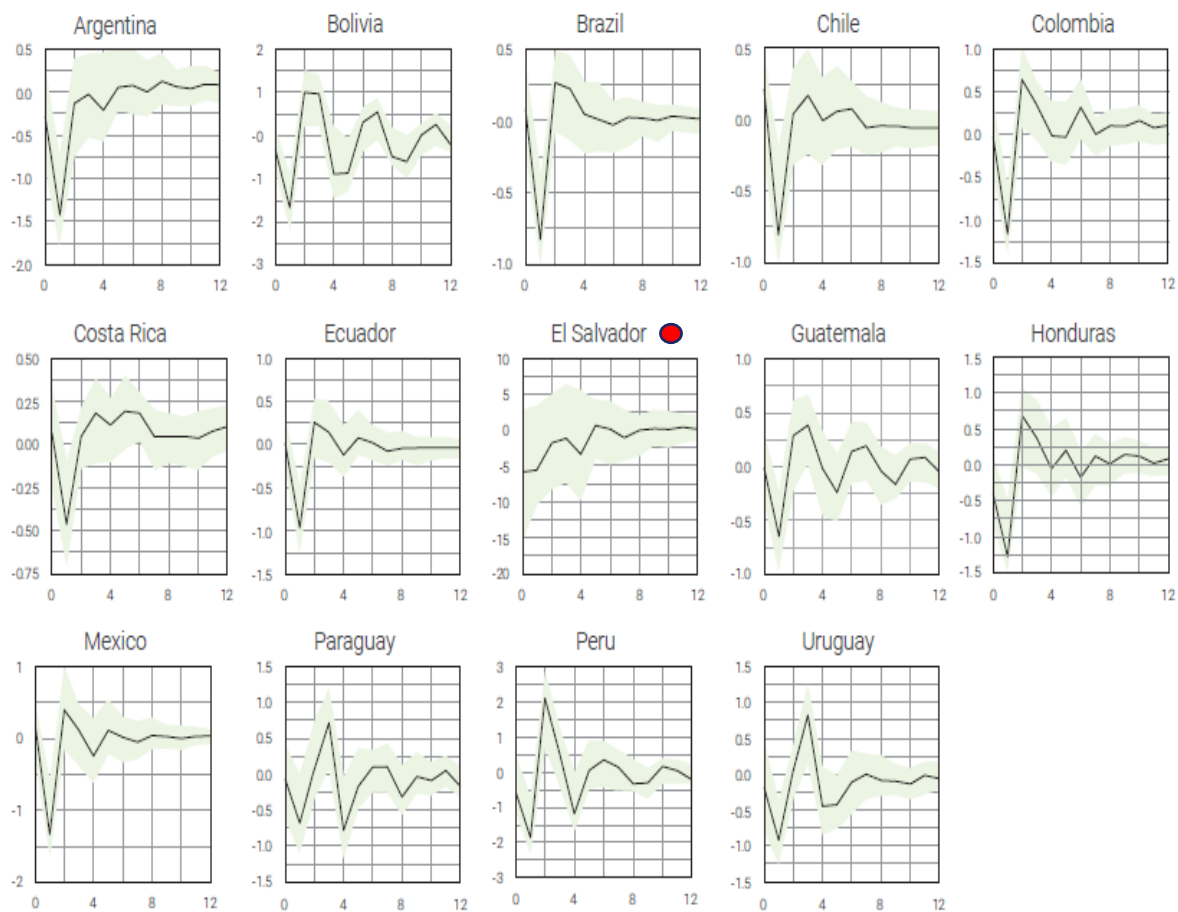 Argentina Bolivia Brazil Chile Colombia
0.5 2 0.5 0.5 1.0
0.0 1 -0.0 0.0 0.5
-0.5 -0 -0.5 -0.5 0.0
-1.0 -1 -1.0 -1.0 -0.5
-1.5 -2 -1.0
-2.0 -3 -1.5
0 4 8 12 0 4 8 12 0 4 8 12 0 4 8 12 0 4 8 12
Costa Rica Ecuador El Salvador Guatemala Honduras
0.50 1.0 10 1.0 1.5
0.25 0.5 5 0.5 1.0
0.00 -0.0 0 0.0 0.5
-0.25 -0.5 -5 -0.5 0.0
-0.50 -1.0 -10 -1.0 -0.5
-0.75 -1.5 -15 -1.0
-20 -1.5
0 4 8 12 0 4 8 12 0 4 8 12 0 4 8 12 0 4 8 12
Mexico Paraguay Peru Uruguay
1 1.5 3 1.5
0 1.0 2 1.0
-1 0.5 1 0.5
-2 0.0 0 -0.0
-0.5 -1 -0.5
-1.0 -2 -1.0
-1.5 -3 -1.5
0 4 8 12 0 4 8 12 0 4 8 12 0 4 8 12